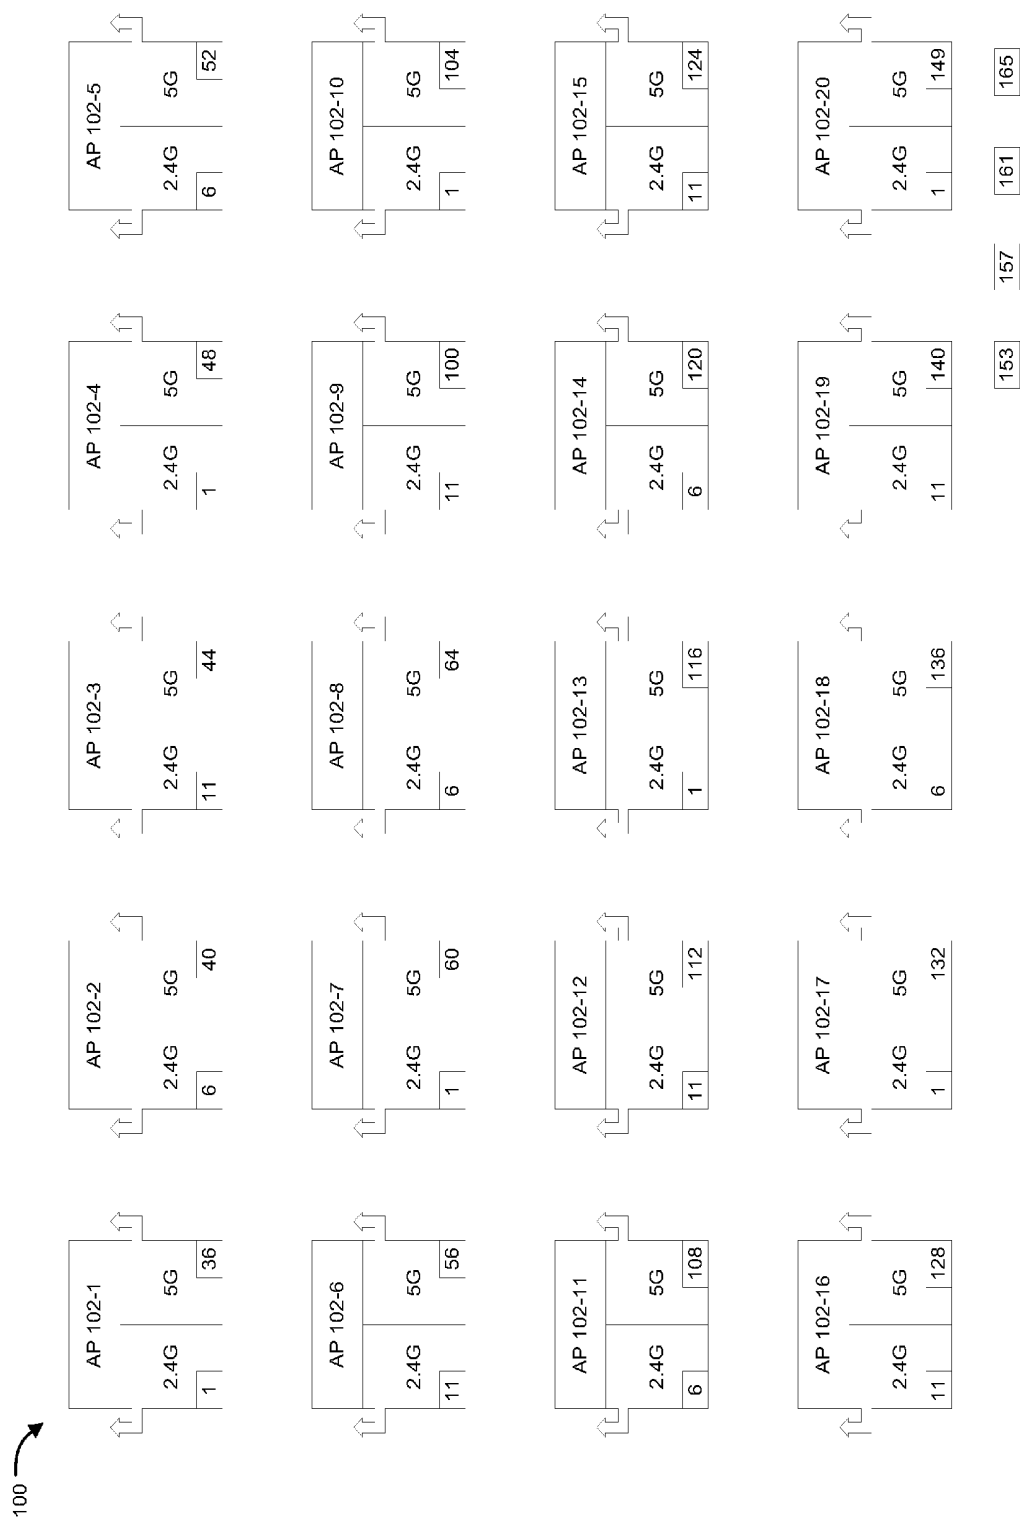 100
AP 102-1
2.4G 5G
1 36
AP 102-2
2.4G 5G
6 40
AP 102-3
2.4G 5G
11 44
AP 102-4
2.4G 5G
1 48
AP 102-5
2.4G 5G
6 52
AP 102-6
2.4G 5G
11 56
AP 102-7
2.4G 5G
1 60
AP 102-8
2.4G 5G
6 64
AP 102-9
2.4G 5G
11 100
AP 102-10
2.4G 5G
1 104
AP 102-11
2.4G 5G
6 108
AP 102-12
2.4G 5G
11 112
AP 102-13
2.4G 5G
1 116
AP 102-14
2.4G 5G
6 120
AP 102-15
2.4G 5G
11 124
AP 102-16
2.4G 5G
11 128
AP 102-17
2.4G 5G
1 132
AP 102-18
2.4G 5G
6 136
AP 102-19
2.4G 5G
11 140
AP 102-20
2.4G 5G
1 149
153 157 161 165